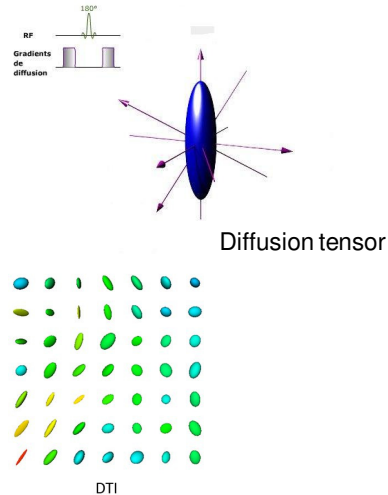 180°
RF
Gradients
de
diffusion
Diffusion tensor
DTI